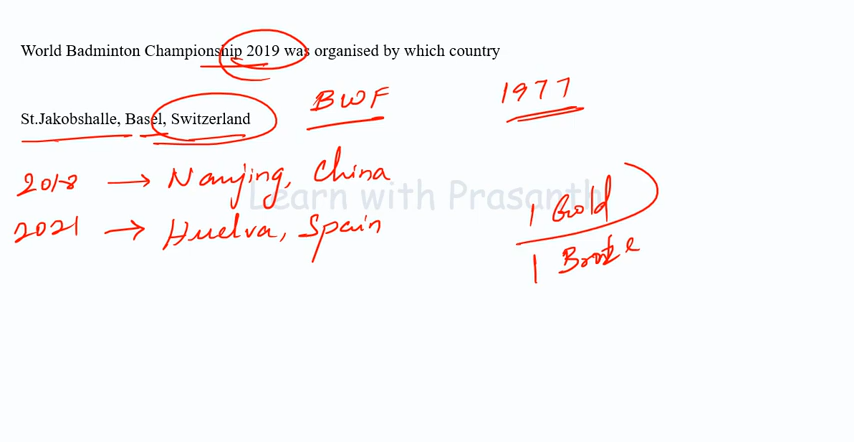 World Badminton Championship 2019 was organised by which country
BWF
1977
St.Jakobshalle, Basel, Switzerland
2018 → Nanjing, China
Learn with Prasanth
2021 → Huelva, Spain
1 Gold
1 Bronze